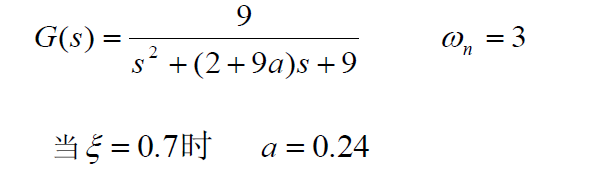 G(s) = 9 / (s² + (2 + 9a)s + 9)    ωₙ = 3
当 ξ = 0.7时    a = 0.24